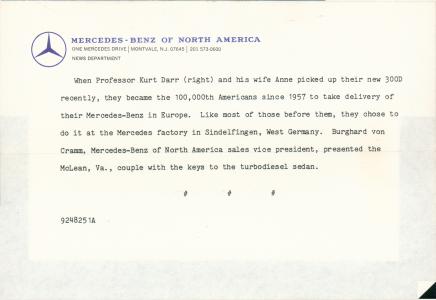 MERCEDES-BENZ OF NORTH AMERICA
ONE MERCEDES DRIVE | MONTVALE, N.J. 07645 | 201 573-0600
NEWS DEPARTMENT
When Professor Kurt Darr (right) and his wife Anne picked up their new 300D
recently, they became the 100,000th Americans since 1957 to take delivery of
their Mercedes-Benz in Europe. Like most of those before them, they chose to
do it at the Mercedes factory in Sindelfingen, West Germany. Burghard von
Cramm, Mercedes-Benz of North America sales vice president, presented the
McLean, Va., couple with the keys to the turbodiesel sedan.
# # #
9248251A